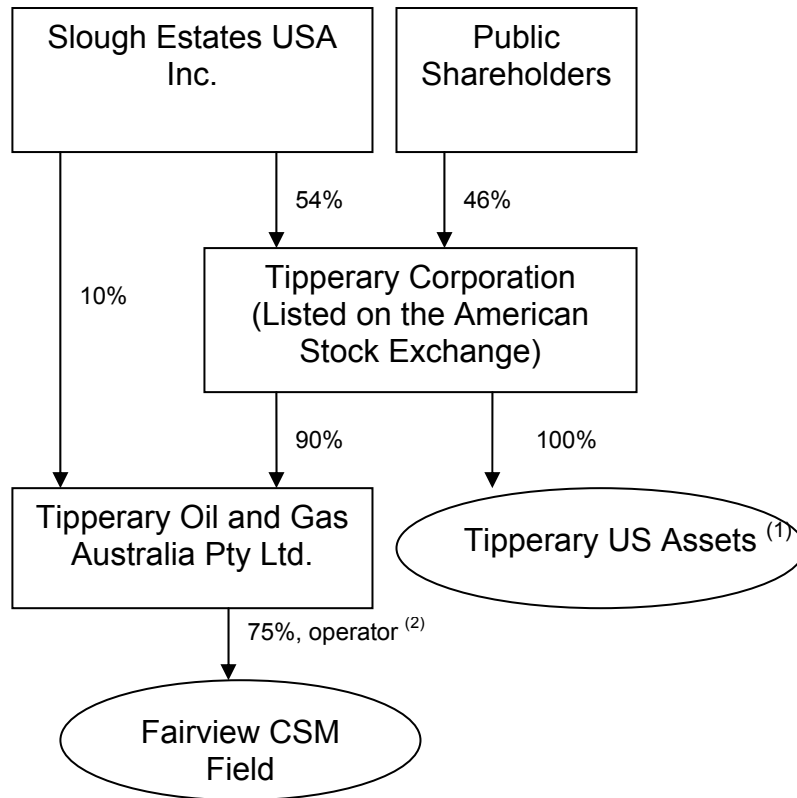 Slough Estates USA
Inc.
Public
Shareholders
54%
46%
10%
Tipperary Corporation
(Listed on the American
Stock Exchange)
90%
100%
Tipperary Oil and Gas
Australia Pty Ltd.
Tipperary US Assets (1)
75%, operator (2)
Fairview CSM
Field